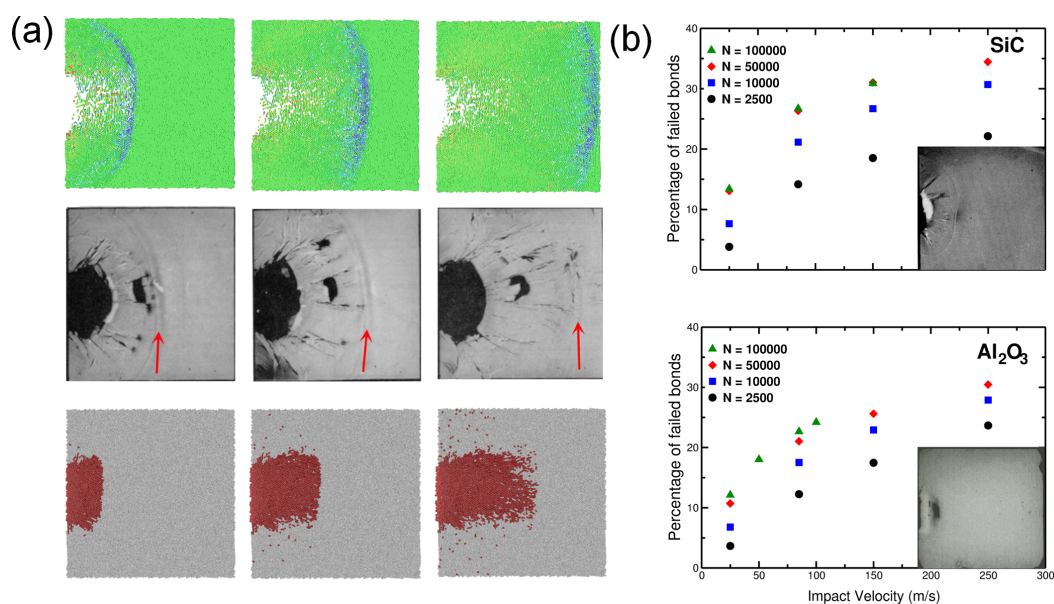 (a)
(b)
SiC
N = 100000
N = 50000
N = 10000
N = 2500
Percentage of failed bonds
40
30
20
10
0
Al2O3
N = 100000
N = 50000
N = 10000
N = 2500
Percentage of failed bonds
40
30
20
10
0
0 50 100 150 200 250 300
Impact Velocity (m/s)